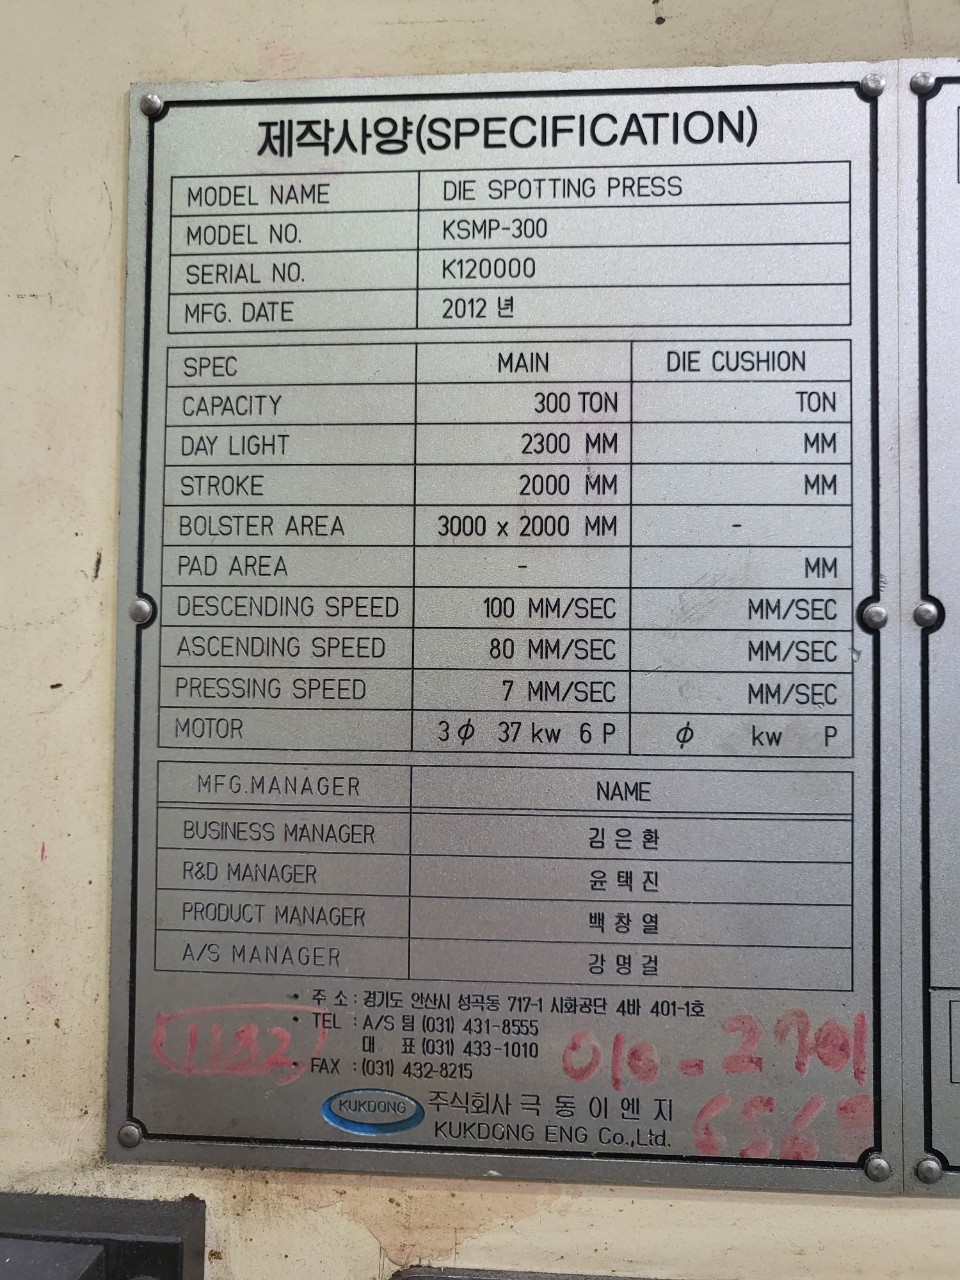 제작사양(SPECIFICATION)
MODEL NAME DIE SPOTTING PRESS
MODEL NO. KSMP-300
SERIAL NO. K120000
MFG. DATE 2012 년
SPEC MAIN DIE CUSHION
CAPACITY 300 TON TON
DAY LIGHT 2300 MM MM
STROKE 2000 MM MM
BOLSTER AREA 3000 x 2000 MM -
PAD AREA - MM
DESCENDING SPEED 100 MM/SEC MM/SEC
ASCENDING SPEED 80 MM/SEC MM/SEC
PRESSING SPEED 7 MM/SEC MM/SEC
MOTOR 3 ϕ 37 kw 6 P ϕ kw P
MFG.MANAGER NAME
BUSINESS MANAGER 김은환
R&D MANAGER 윤택진
PRODUCT MANAGER 백창열
A/S MANAGER 강명걸
• 주 소 : 경기도 안산시 성곡동 717-1 시화공단 4바 401-1호
• TEL : A/S 팀 (031) 431-8555
대 표 (031) 433-1010
• FAX : (031) 432-8215
1182
010-2701
KUKDONG 주식회사 극동이엔지
KUKDONG ENG Co.,Ltd.